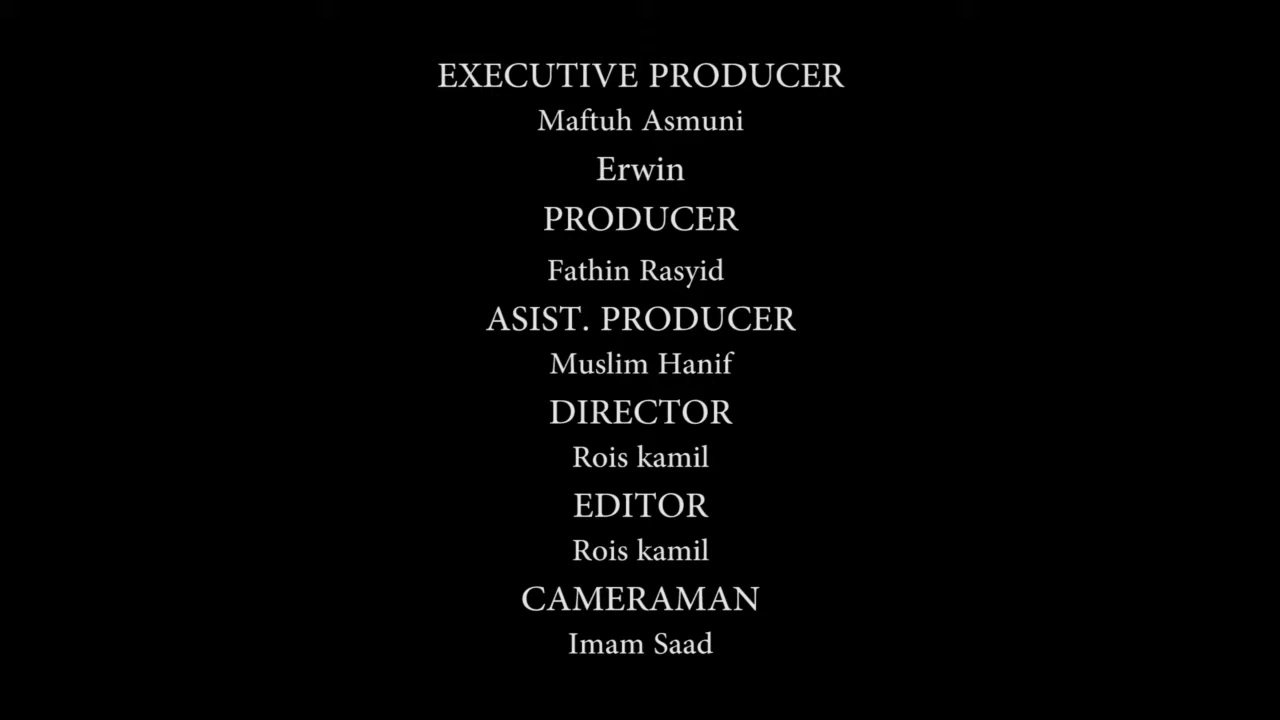 EXECUTIVE PRODUCER
Maftuh Asmuni
Erwin
PRODUCER
Fathin Rasyid
ASIST. PRODUCER
Muslim Hanif
DIRECTOR
Rois kamil
EDITOR
Rois kamil
CAMERAMAN
Imam Saad